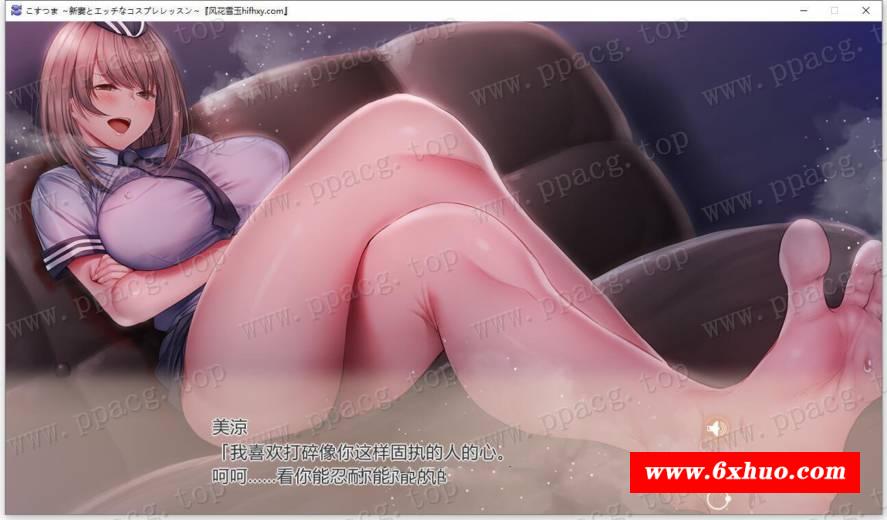 こすつま ~新妻とエッチなコスプレレッスン~『风花雪玉hifhxy.com』
www.ppacg.top
美涼
「我喜欢打碎像你这样固执的人的心。
呵呵……看你能忍耐
www.6xhuo.com